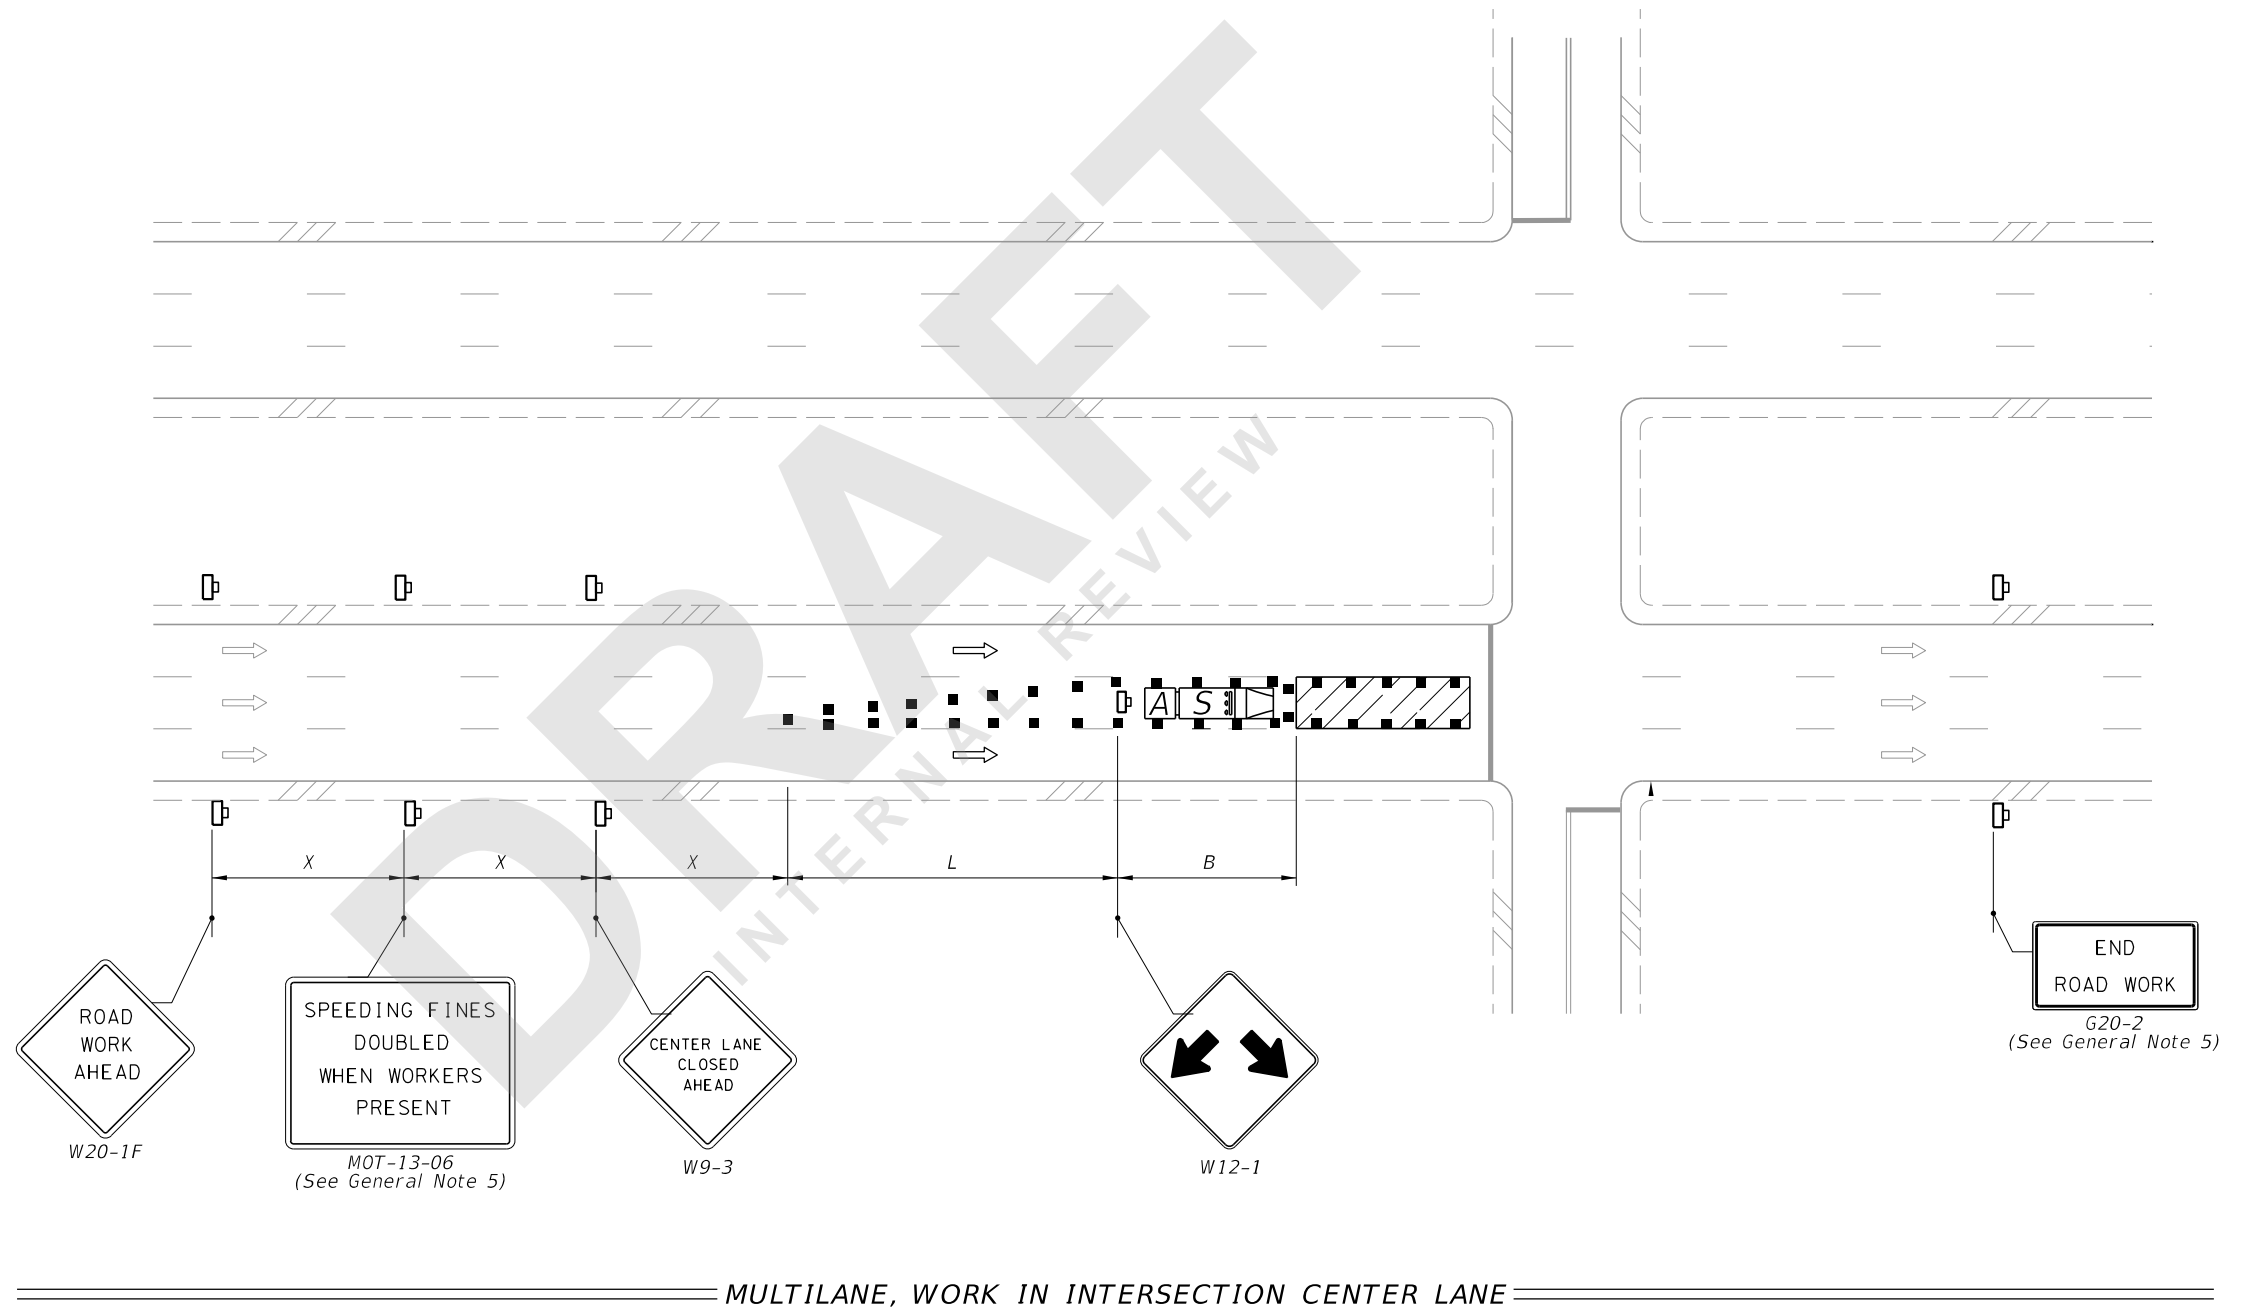 DRAFT
INTERNAL REVIEW
A S
X X X L B
ROAD
WORK
AHEAD
W20-1F
SPEEDING FINES
DOUBLED
WHEN WORKERS
PRESENT
MOT-13-06
(See General Note 5)
CENTER LANE
CLOSED
AHEAD
W9-3
W12-1
END
ROAD WORK
G20-2
(See General Note 5)
MULTILANE, WORK IN INTERSECTION CENTER LANE